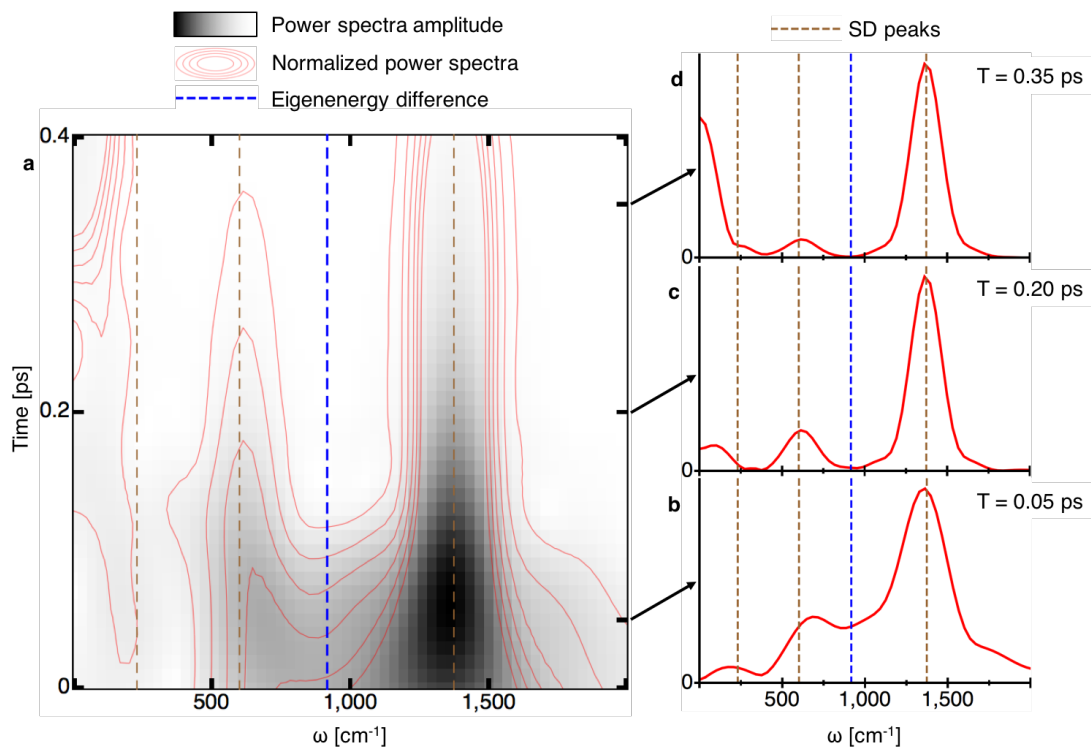 Power spectra amplitude
Normalized power spectra
Eigenenergy difference
SD peaks
a
0.4
0.2
0
Time [ps]
500
1,000
1,500
ω [cm-1]
d
T = 0.35 ps
0
c
T = 0.20 ps
0
b
T = 0.05 ps
0
500
1,000
1,500
ω [cm-1]